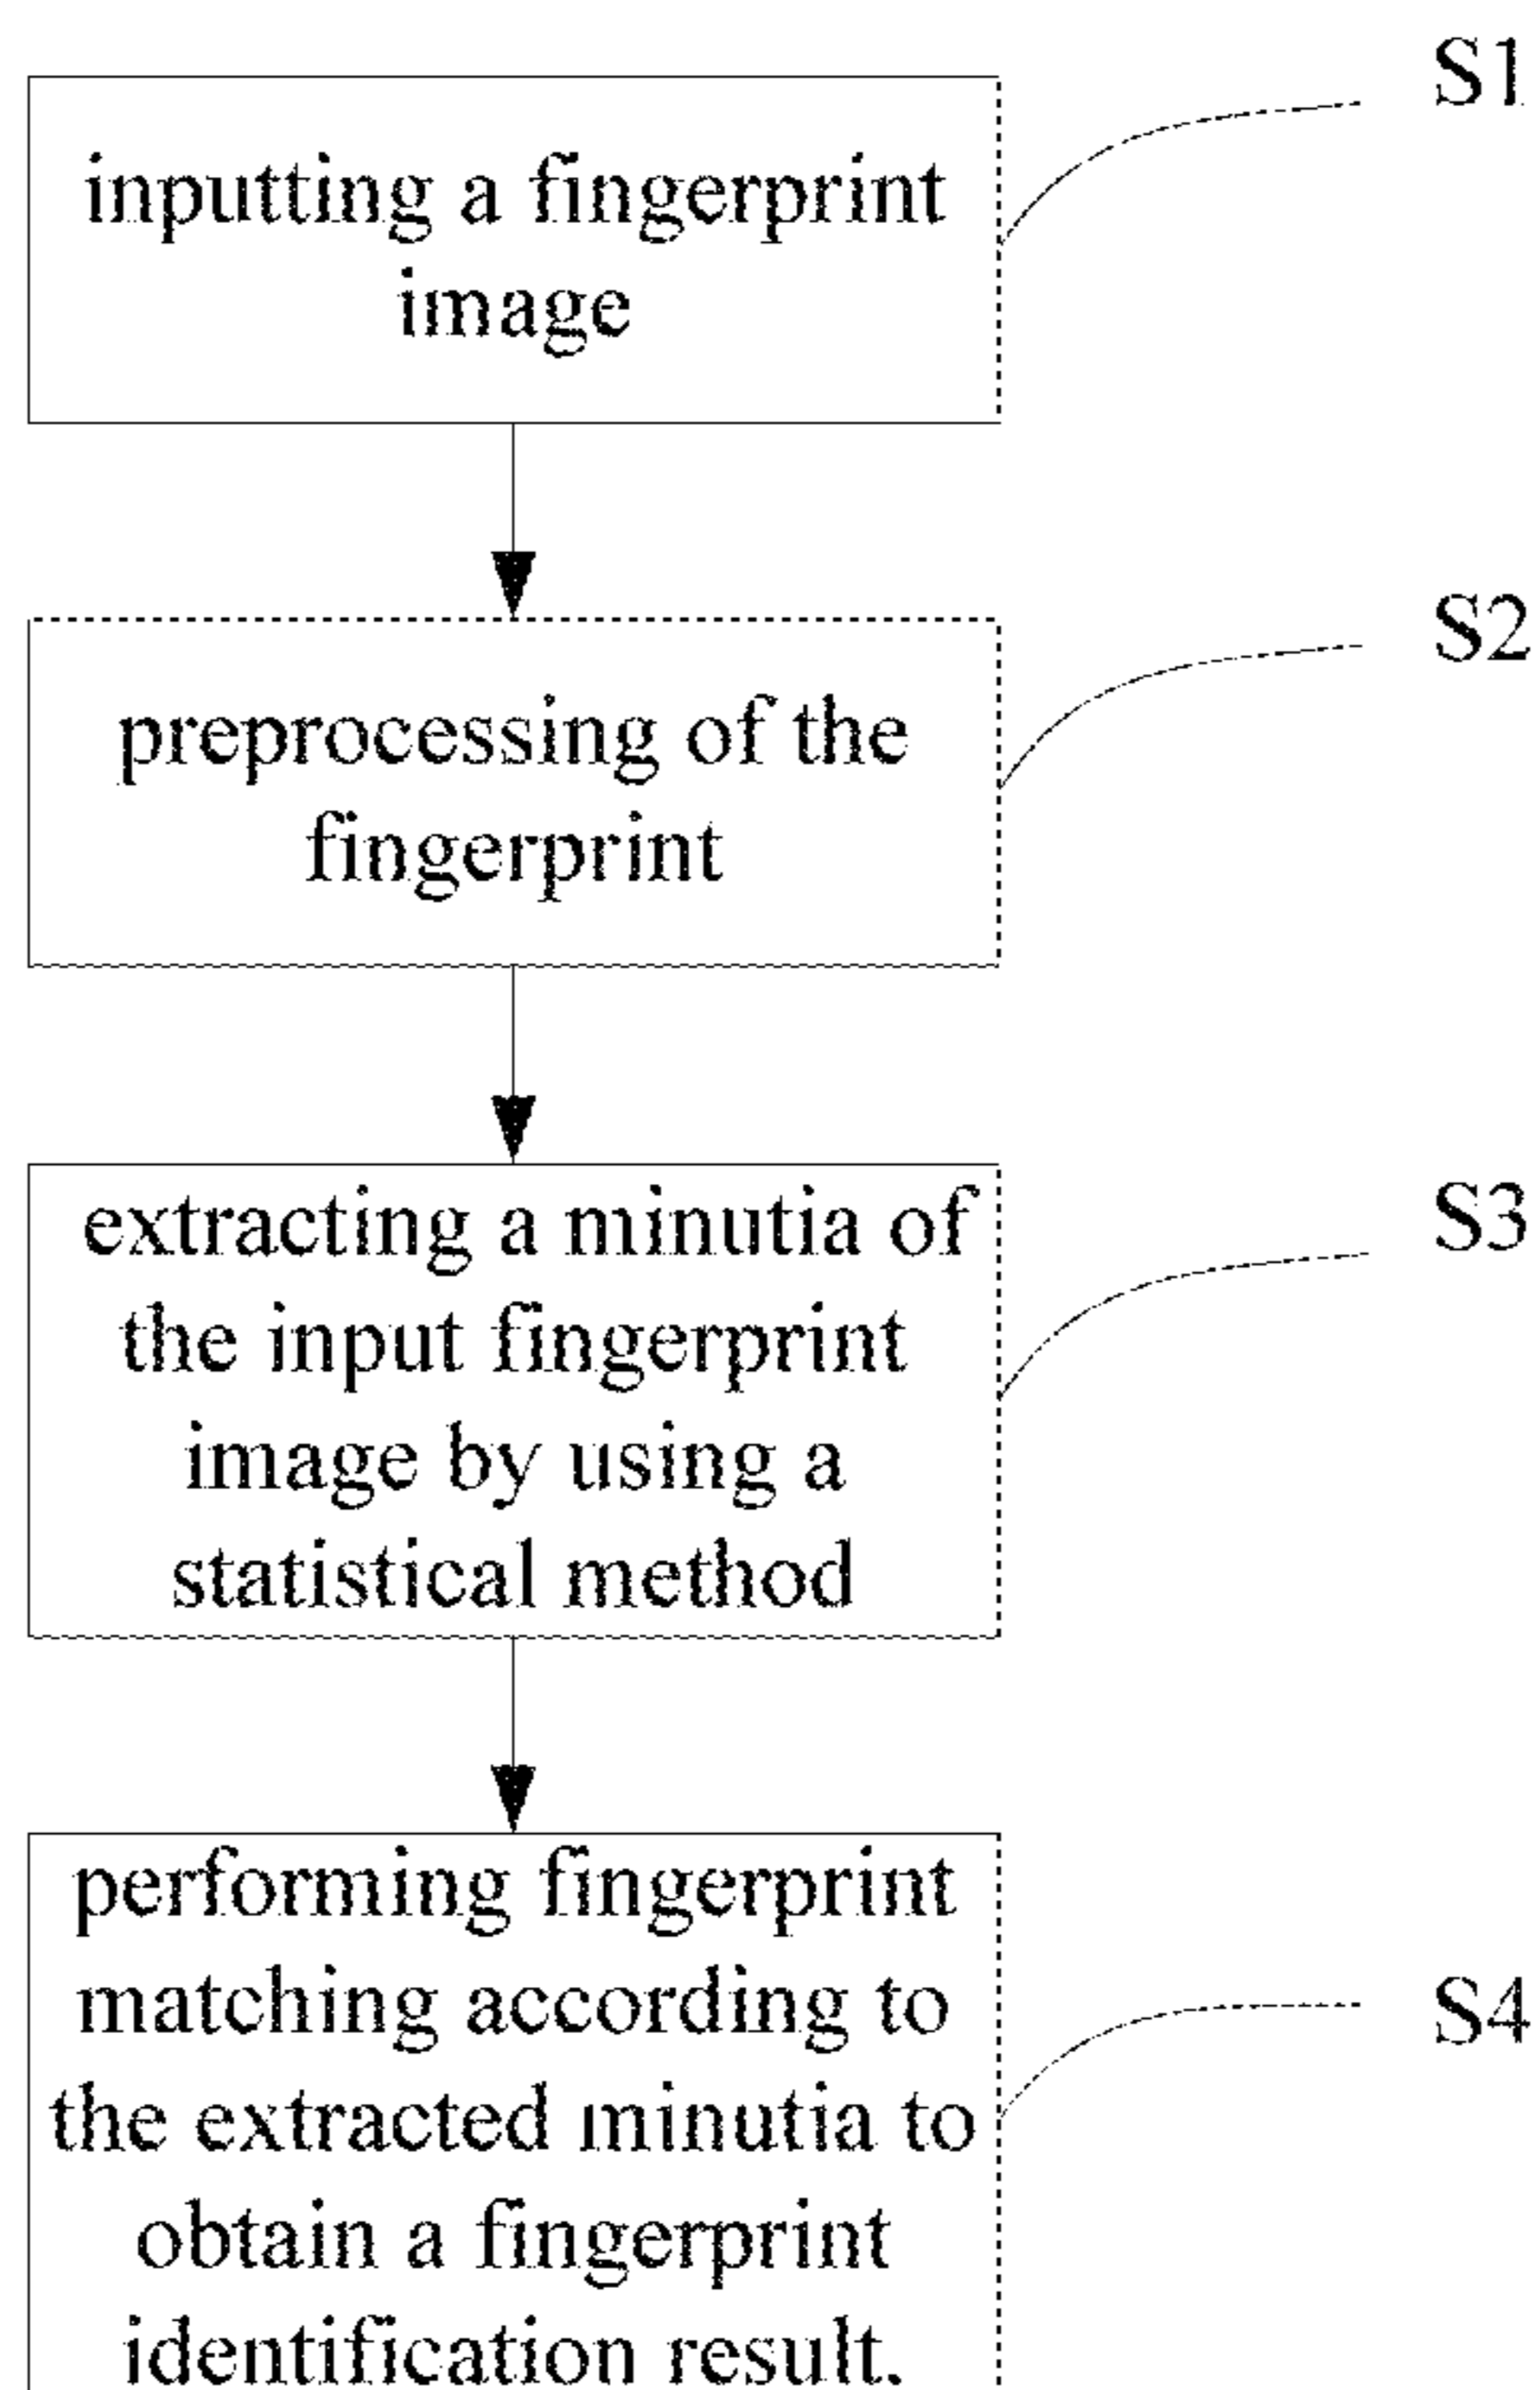 S1
inputting a fingerprint
image
S2
preprocessing of the
fingerprint
S3
extracting a minutia of
the input fingerprint
image by using a
statistical method
performing fingerprint
matching according to
S4
the extracted minutia to
obtain a fingerprint
identification result.